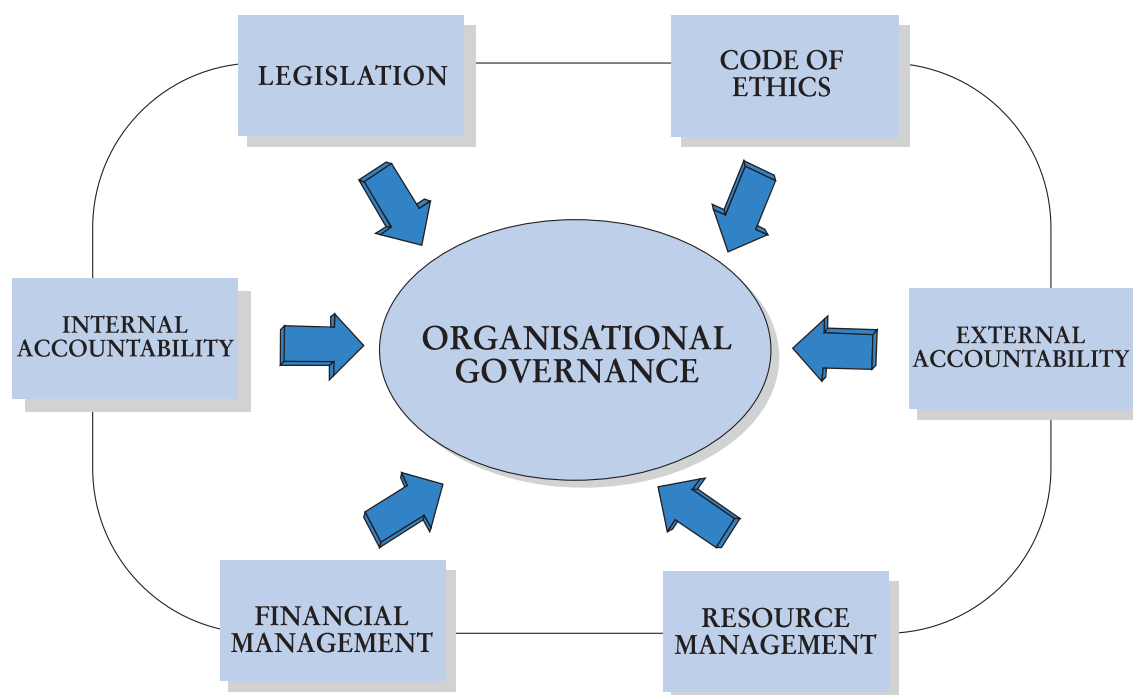 LEGISLATION
CODE OF
ETHICS
INTERNAL
ACCOUNTABILITY
ORGANISATIONAL
GOVERNANCE
EXTERNAL
ACCOUNTABILITY
FINANCIAL
MANAGEMENT
RESOURCE
MANAGEMENT